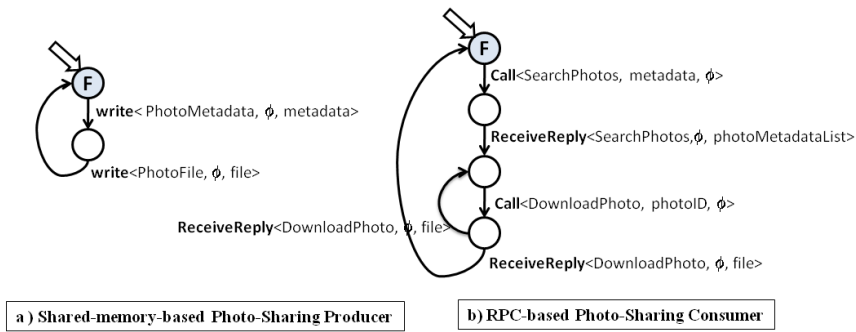 F
write< PhotoMetadata, ϕ, metadata>
write<PhotoFile, ϕ, file>
a ) Shared-memory-based Photo-Sharing Producer
F
Call<SearchPhotos, metadata, ϕ>
ReceiveReply<SearchPhotos,ϕ, photoMetadataList>
Call<DownloadPhoto, photoID, ϕ>
ReceiveReply<DownloadPhoto, ϕ, file>
ReceiveReply<DownloadPhoto, ϕ, file>
b) RPC-based Photo-Sharing Consumer